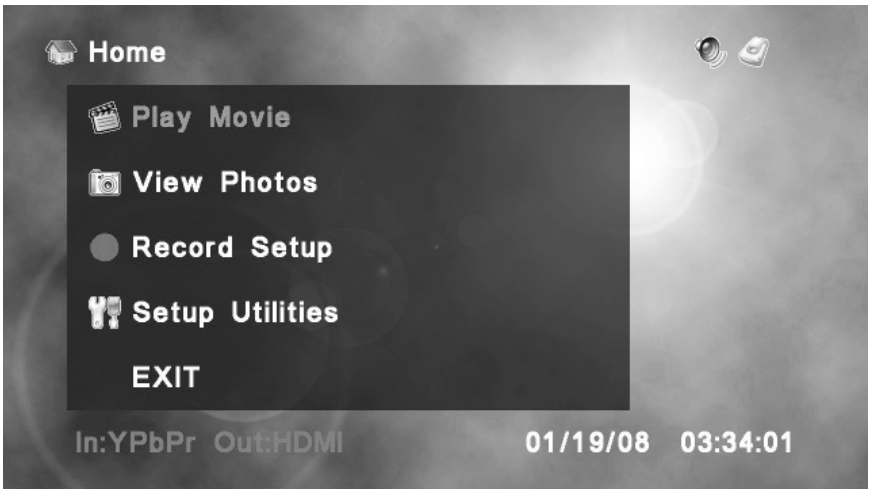 Home
Play Movie
View Photos
Record Setup
Setup Utilities
EXIT
In:YPbPr Out:HDMI 01/19/08 03:34:01